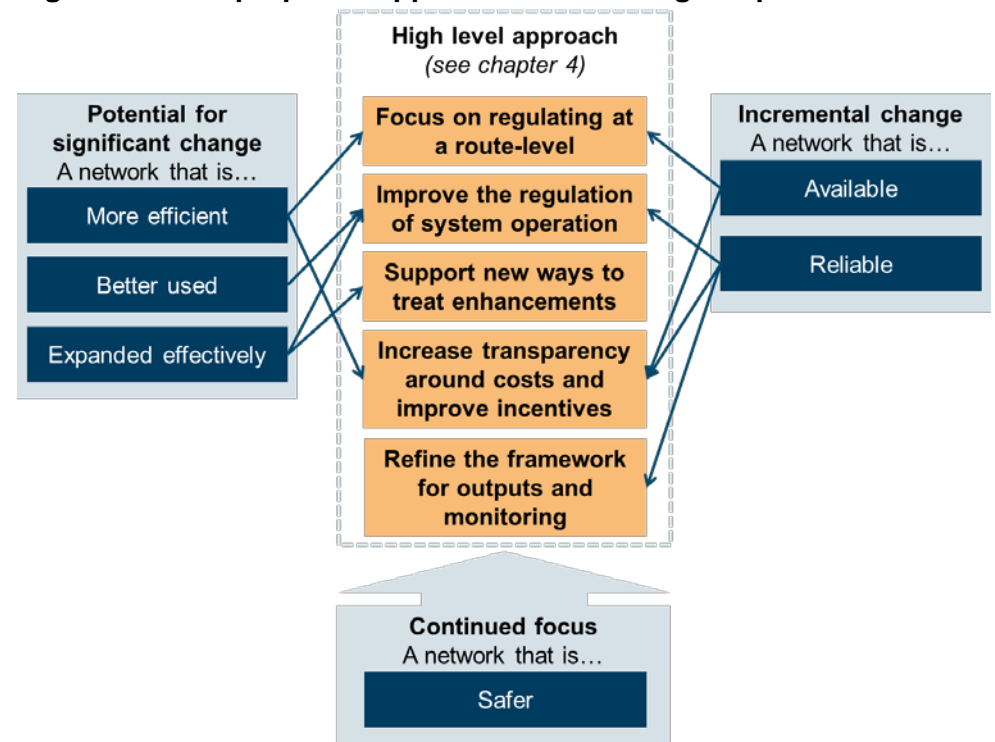 High level approach
(see chapter 4)
Potential for
significant change
A network that is…
More efficient
Better used
Expanded effectively
Focus on regulating at
a route-level
Improve the regulation
of system operation
Support new ways to
treat enhancements
Increase transparency
around costs and
improve incentives
Refine the framework
for outputs and
monitoring
Incremental change
A network that is…
Available
Reliable
Continued focus
A network that is…
Safer